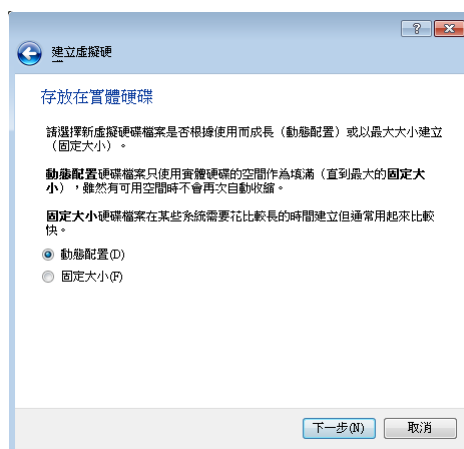 建立虛擬硬
存放在實體硬碟
請選擇新虛擬硬碟檔案是否根據使用而成長（動態配置）或以最大大小建立
（固定大小）。
動態配置硬碟檔案只使用實體硬碟的空間作為填滿（直到最大的固定大
小），雖然有可用空間時不會再次自動收縮。
固定大小硬碟檔案在某些系統需要花比較長的時間建立但通常用起來比較
快。
動態配置(D)
固定大小(F)
下一步(N)
取消